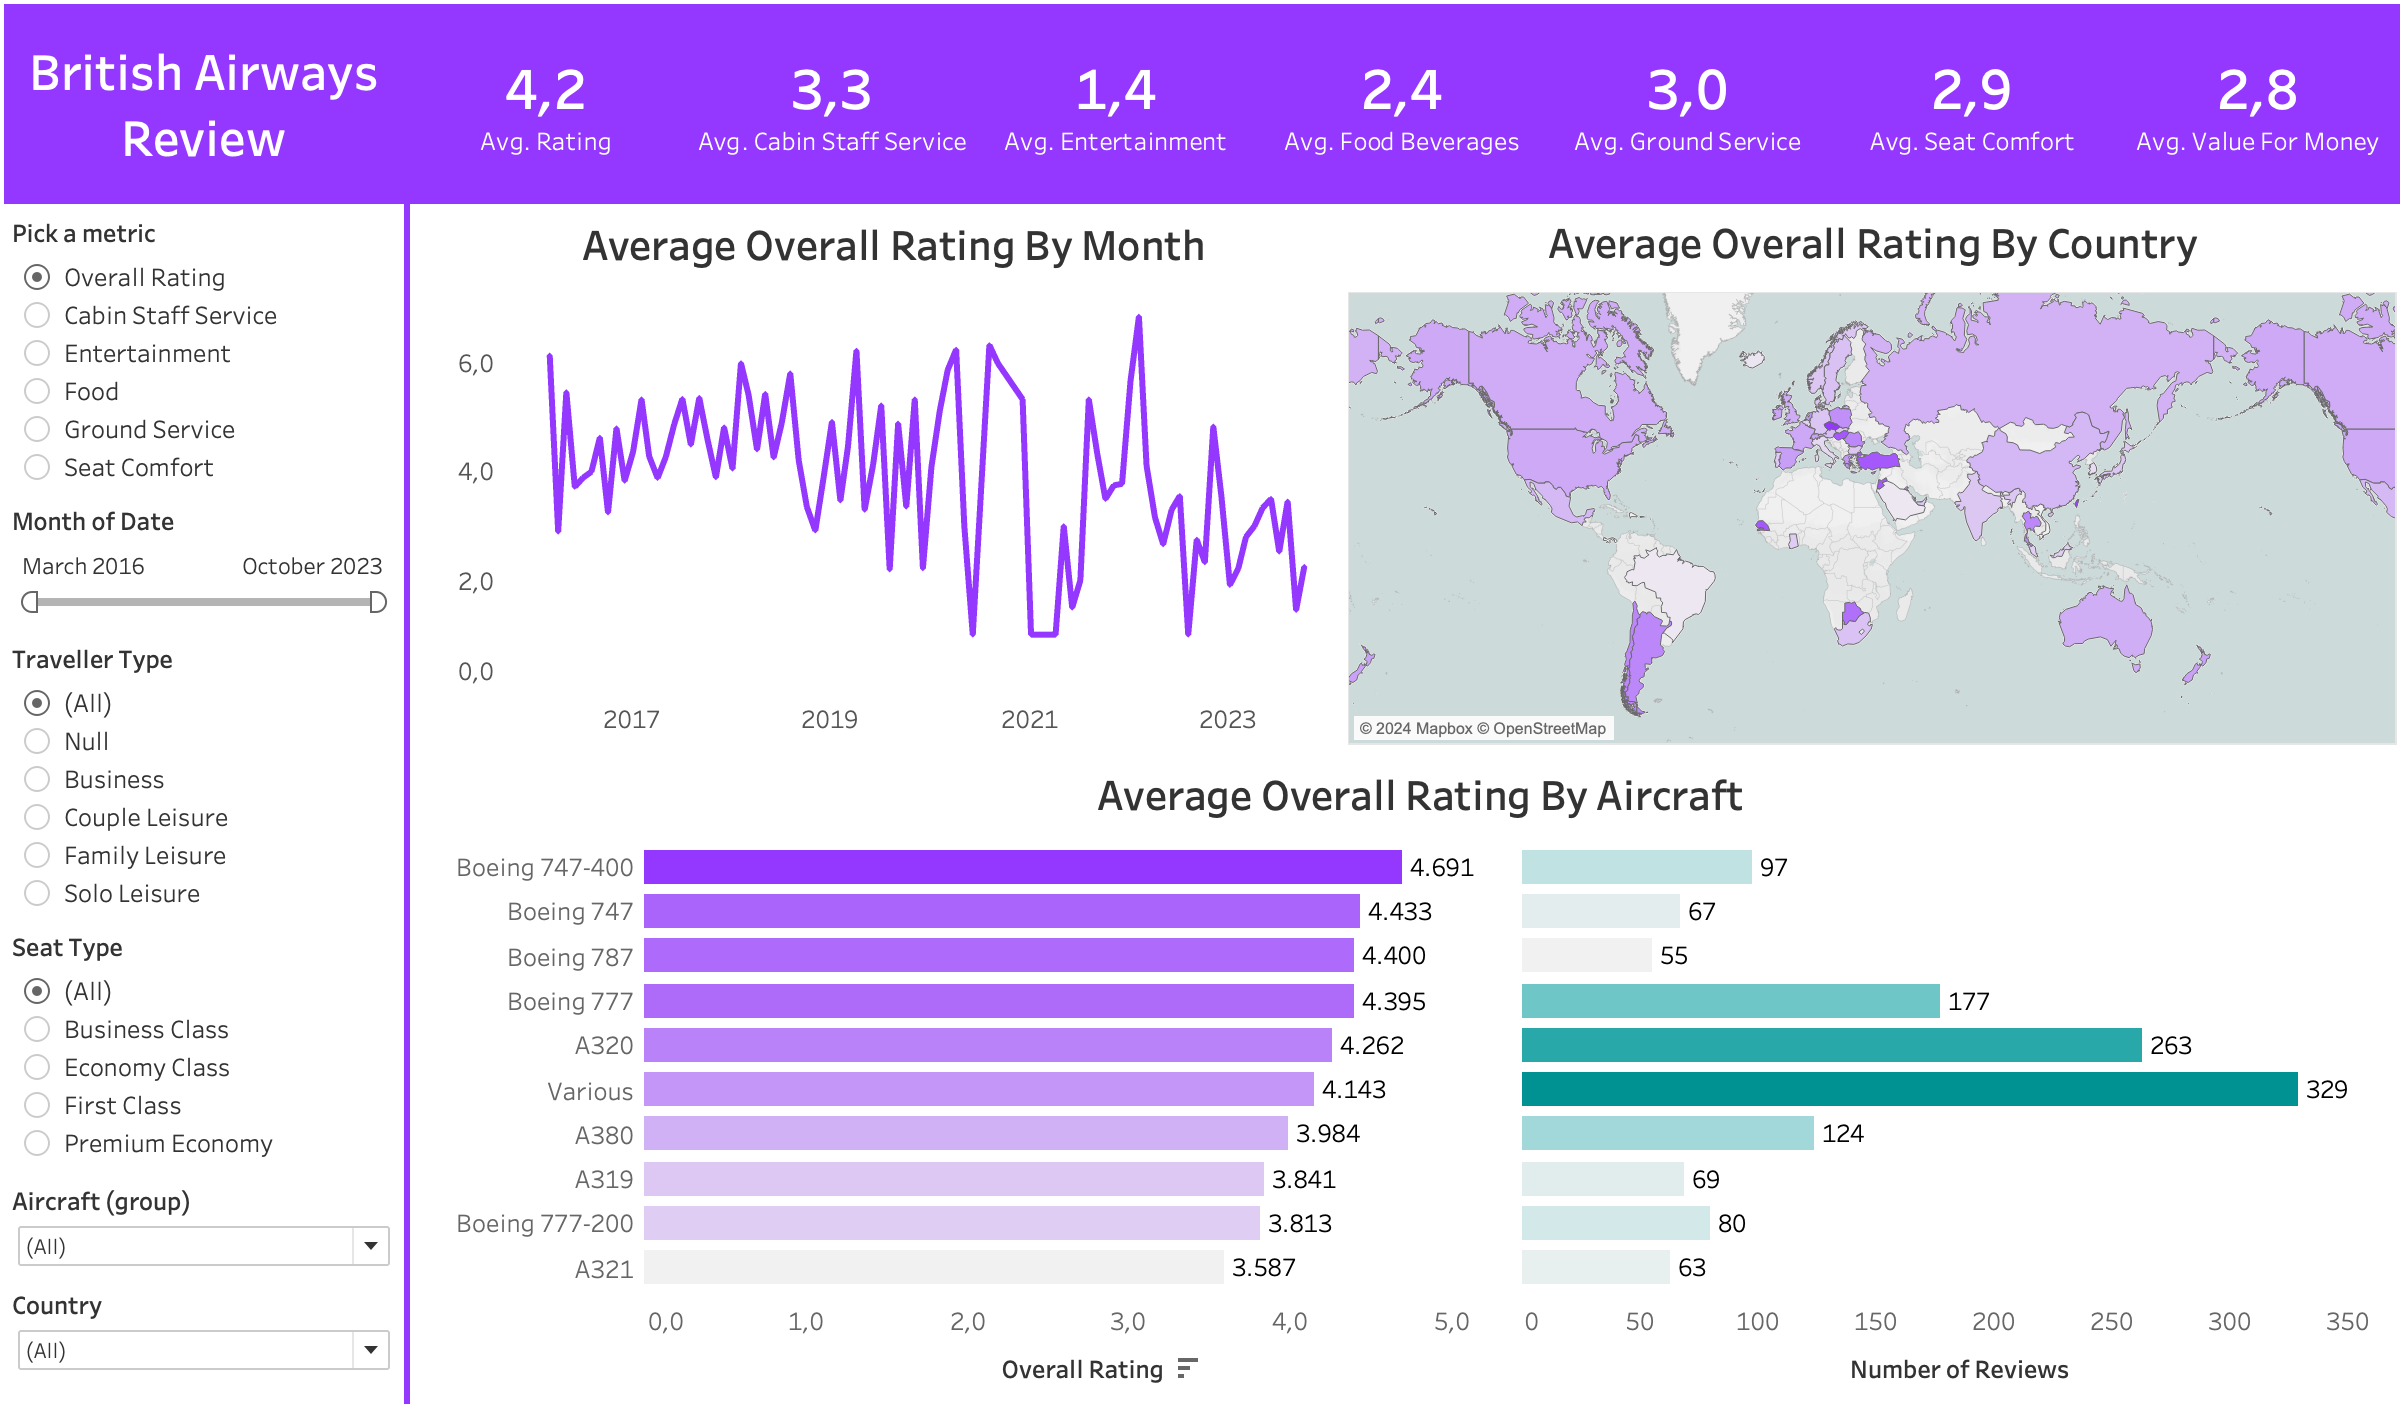 British Airways
Review
4,2
Avg. Rating
3,3
Avg. Cabin Staff Service
1,4
Avg. Entertainment
2,4
Avg. Food Beverages
3,0
Avg. Ground Service
2,9
Avg. Seat Comfort
2,8
Avg. Value For Money
Pick a metric
Overall Rating
Cabin Staff Service
Entertainment
Food
Ground Service
Seat Comfort
Month of Date
March 2016 October 2023
Traveller Type
(All)
Null
Business
Couple Leisure
Family Leisure
Solo Leisure
Seat Type
(All)
Business Class
Economy Class
First Class
Premium Economy
Aircraft (group)
(All)
Country
(All)
Average Overall Rating By Month
6,0
4,0
2,0
0,0
2017 2019 2021 2023
Average Overall Rating By Country
© 2024 Mapbox © OpenStreetMap
Average Overall Rating By Aircraft
Boeing 747-400 4.691 97
Boeing 747 4.433 67
Boeing 787 4.400 55
Boeing 777 4.395 177
A320 4.262 263
Various 4.143 329
A380 3.984 124
A319 3.841 69
Boeing 777-200 3.813 80
A321 3.587 63
0,0 1,0 2,0 3,0 4,0 5,0 0 50 100 150 200 250 300 350
Overall Rating Number of Reviews